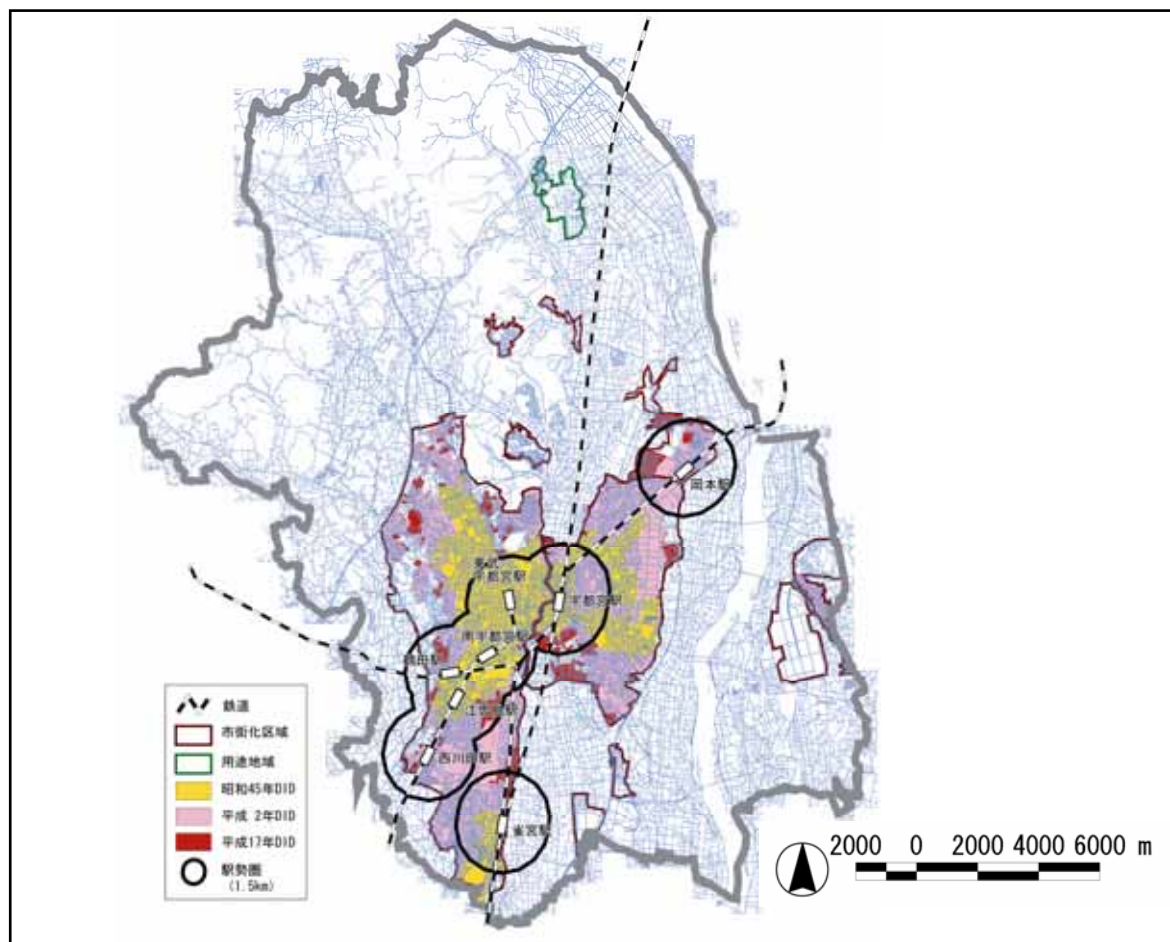 岡本駅
東武
宇都宮駅
宇都宮駅
南宇都宮駅
鶴田駅
江曽島駅
西川田駅
雀宮駅
鉄道
市街化区域
用途地域
昭和45年DID
平成 2年DID
平成17年DID
駅勢圏
(1.5km)
2000 0 2000 4000 6000 m